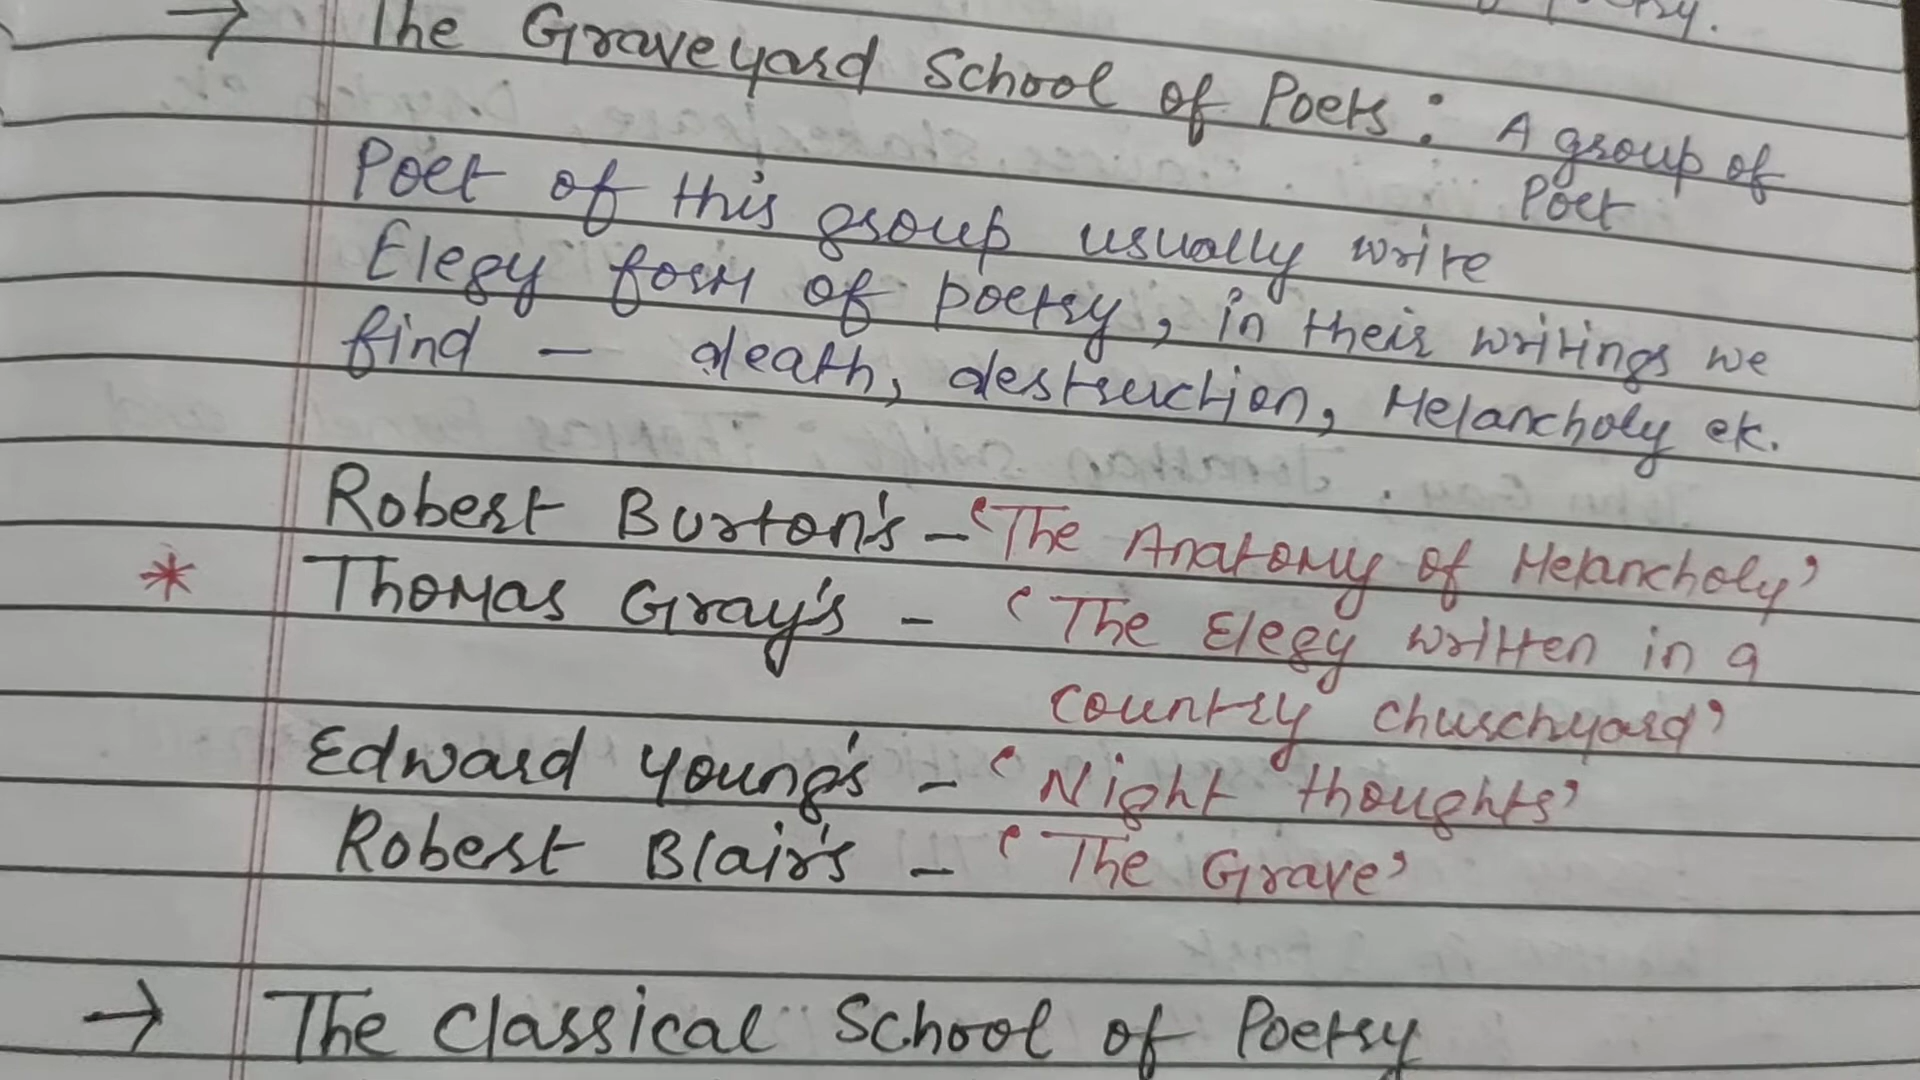 → The Graveyard School of Poets : A group of
Poet
Poet of this group usually write
Elegy form of poetry, in their writings we
find - death, destruction, Melancholy etc.
Robert Burton's - 'The Anatomy of Melancholy'
* Thomas Gray's - 'The Elegy written in a
country churchyard'
Edward Young's - 'Night thoughts'
Robert Blair's - 'The Grave'
→ The Classical School of Poetry